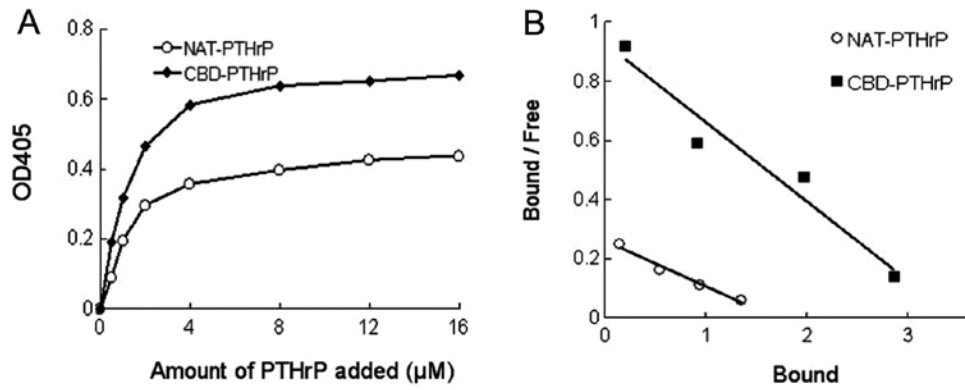 A
NAT-PTHrP
CBD-PTHrP
0.8
0.6
0.4
0.2
0
0 4 8 12 16
OD405
Amount of PTHrP added (µM)
B
NAT-PTHrP
CBD-PTHrP
1
0.8
0.6
0.4
0.2
0
0 1 2 3
Bound / Free
Bound